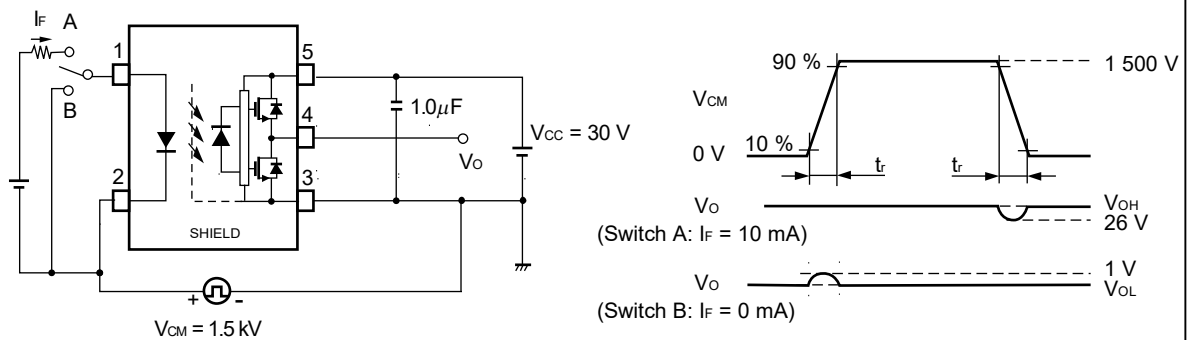 IF
A
B
1
2
5
4
3
SHIELD
1.0μF
VCC = 30 V
VO
+ -
VCM = 1.5 kV
90 %
1 500 V
VCM
10 %
0 V
tr
tr
VO
VOH
26 V
(Switch A: IF = 10 mA)
1 V
VO
VOL
(Switch B: IF = 0 mA)